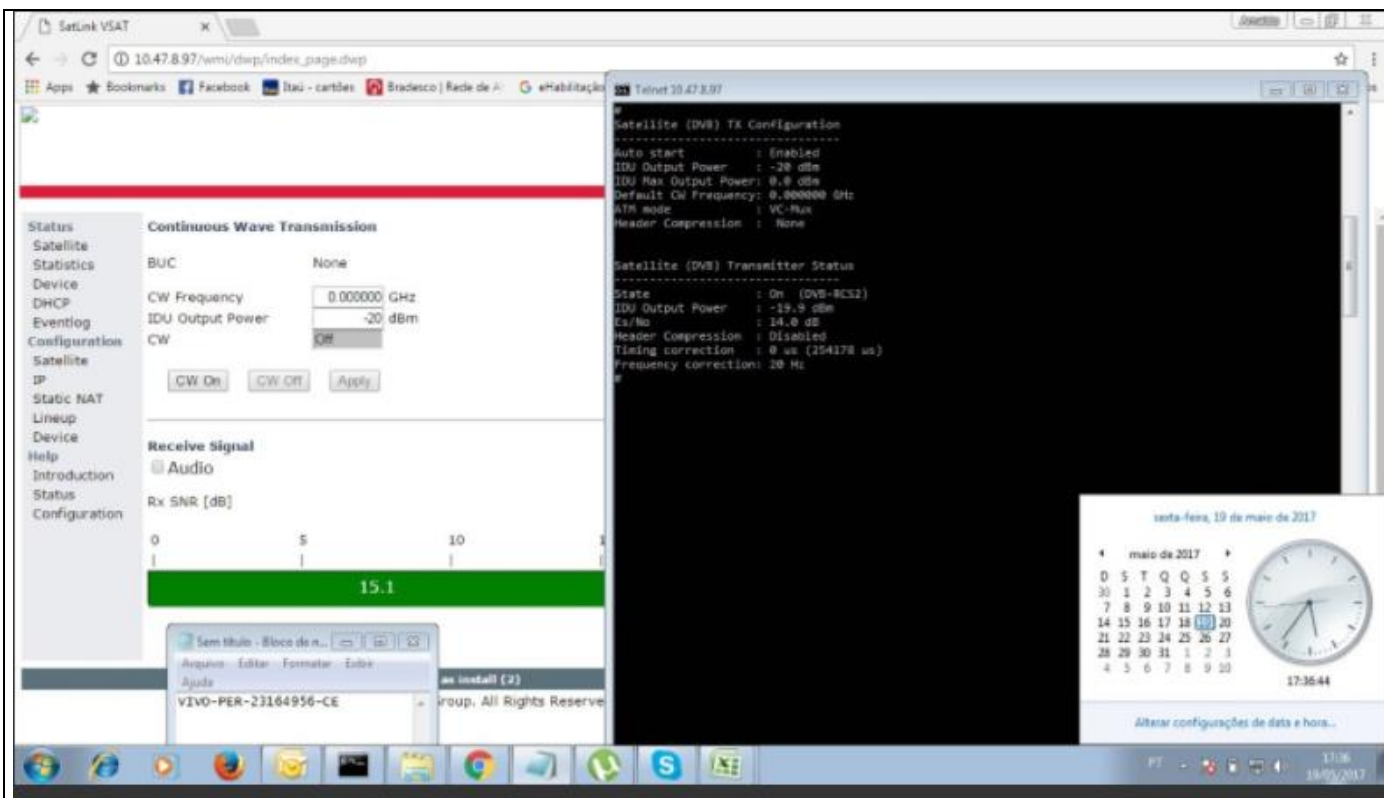 SatLink VSAT
10.47.8.97/wmi/dwp/index_page.dwp
Apps Bookmarks Facebook Itaú - cartões Bradesco | Rede de A eHabilitação
Telnet 10.47.8.97
#
Satellite (DVB) TX Configuration
--------------------------------
Auto start : Enabled
IDU Output Power : -20 dBm
IDU Max Output Power: 0.0 dBm
Default CW Frequency: 0.000000 GHz
ATM mode : VC-Mux
Header Compression : None
Satellite (DVB) Transmitter Status
--------------------------------
State : On (DVB-RCS2)
IDU Output Power : -19.9 dBm
Es/No : 14.0 dB
Header Compression : Disabled
Timing correction : 0 us (254178 us)
Frequency correction: 20 Hz
#
Status
Satellite
Statistics
Device
DHCP
Eventlog
Configuration
Satellite
IP
Static NAT
Lineup
Device
Help
Introduction
Status
Configuration
Continuous Wave Transmission
BUC None
CW Frequency 0.000000 GHz
IDU Output Power -20 dBm
CW Off
CW On CW Off Apply
Receive Signal
Audio
Rx SNR [dB]
0 5 10 1
15.1
as install (2)
Group. All Rights Reserve
Sem título - Bloco de n...
Arquivo Editar Formatar Exibir
Ajuda
VIVO-PER-23164956-CE
sexta-feira, 19 de maio de 2017
maio de 2017
D S T Q Q S S
30 1 2 3 4 5 6
7 8 9 10 11 12 13
14 15 16 17 18 19 20
21 22 23 24 25 26 27
28 29 30 31 1 2 3
4 5 6 7 8 9 10
17:36:44
Alterar configurações de data e hora...
PT
17:36
19/05/2017